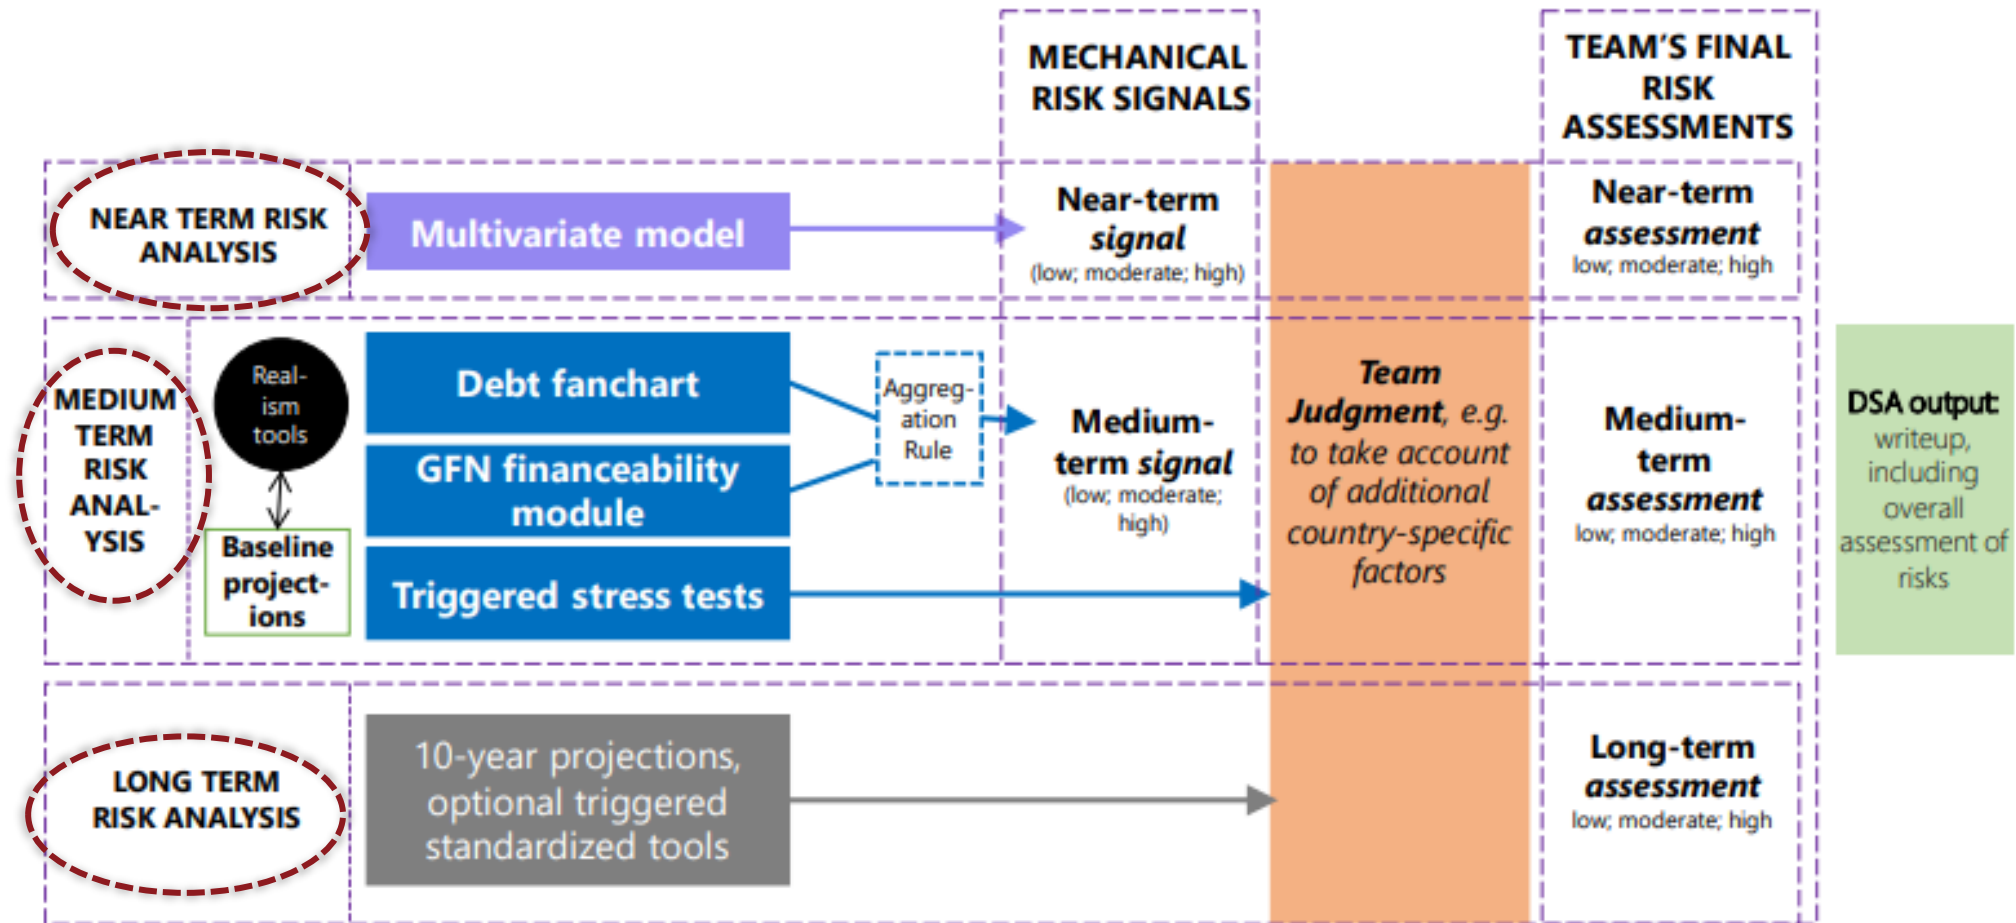 MECHANICAL
RISK SIGNALS
TEAM'S FINAL
RISK
ASSESSMENTS
NEAR TERM RISK
ANALYSIS
Multivariate model
Near-term
signal
(low; moderate; high)
Near-term
assessment
low; moderate; high
MEDIUM
TERM
RISK
ANAL-
YSIS
Real-
ism
tools
Baseline
project-
ions
Debt fanchart
GFN financeability
module
Triggered stress tests
Aggreg-
ation
Rule
Medium-
term signal
(low; moderate;
high)
Team
Judgment, e.g.
to take account
of additional
country-specific
factors
Medium-
term
assessment
low; moderate; high
DSA output:
writeup,
including
overall
assessment of
risks
LONG TERM
RISK ANALYSIS
10-year projections,
optional triggered
standardized tools
Long-term
assessment
low; moderate; high